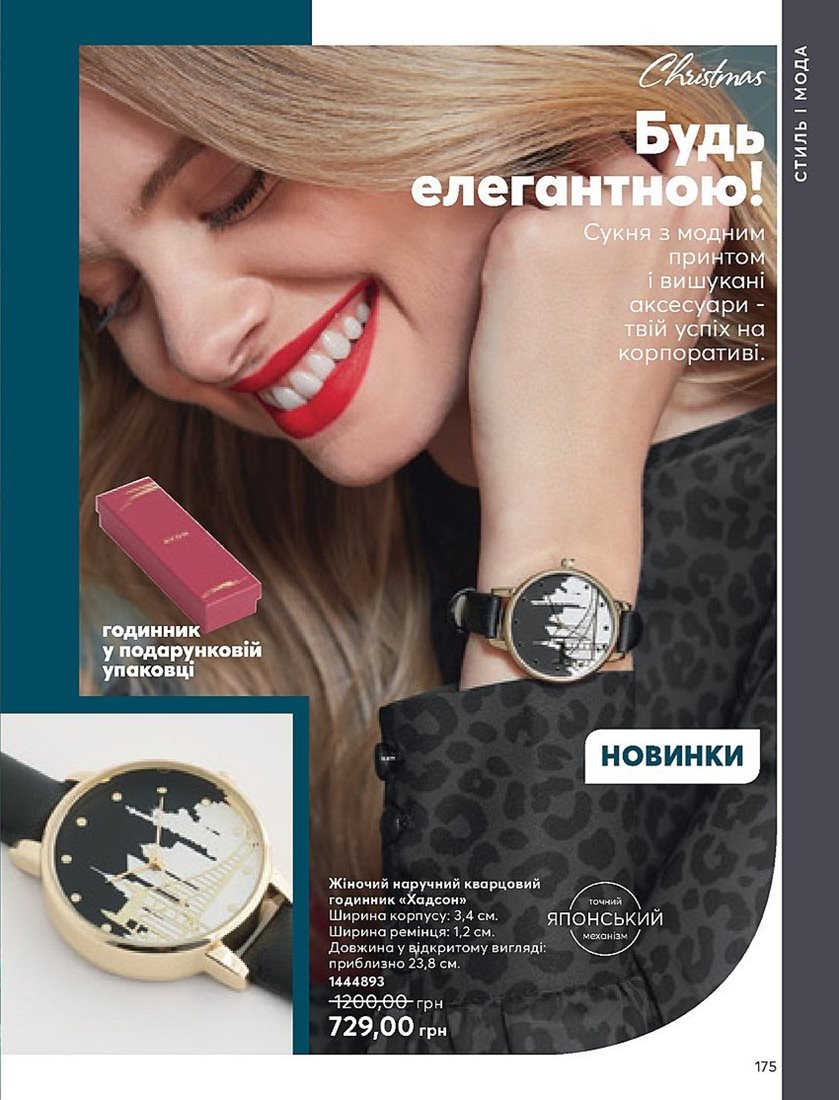 СТИЛЬ І МОДА
Christmas
Будь
елегантною!
Сукня з модним
принтом
і вишукані
аксесуари -
твій успіх на
корпоративі.
AVON
годинник
у подарунковій
упаковці
НОВИНКИ
Жіночий наручний кварцовий
годинник «Хадсон»
Ширина корпусу: 3,4 см.
Ширина ремінця: 1,2 см.
Довжина у відкритому вигляді:
приблизно 23,8 см.
1444893
1200,00 грн
729,00 грн
точний
ЯПОНСЬКИЙ
механізм
175